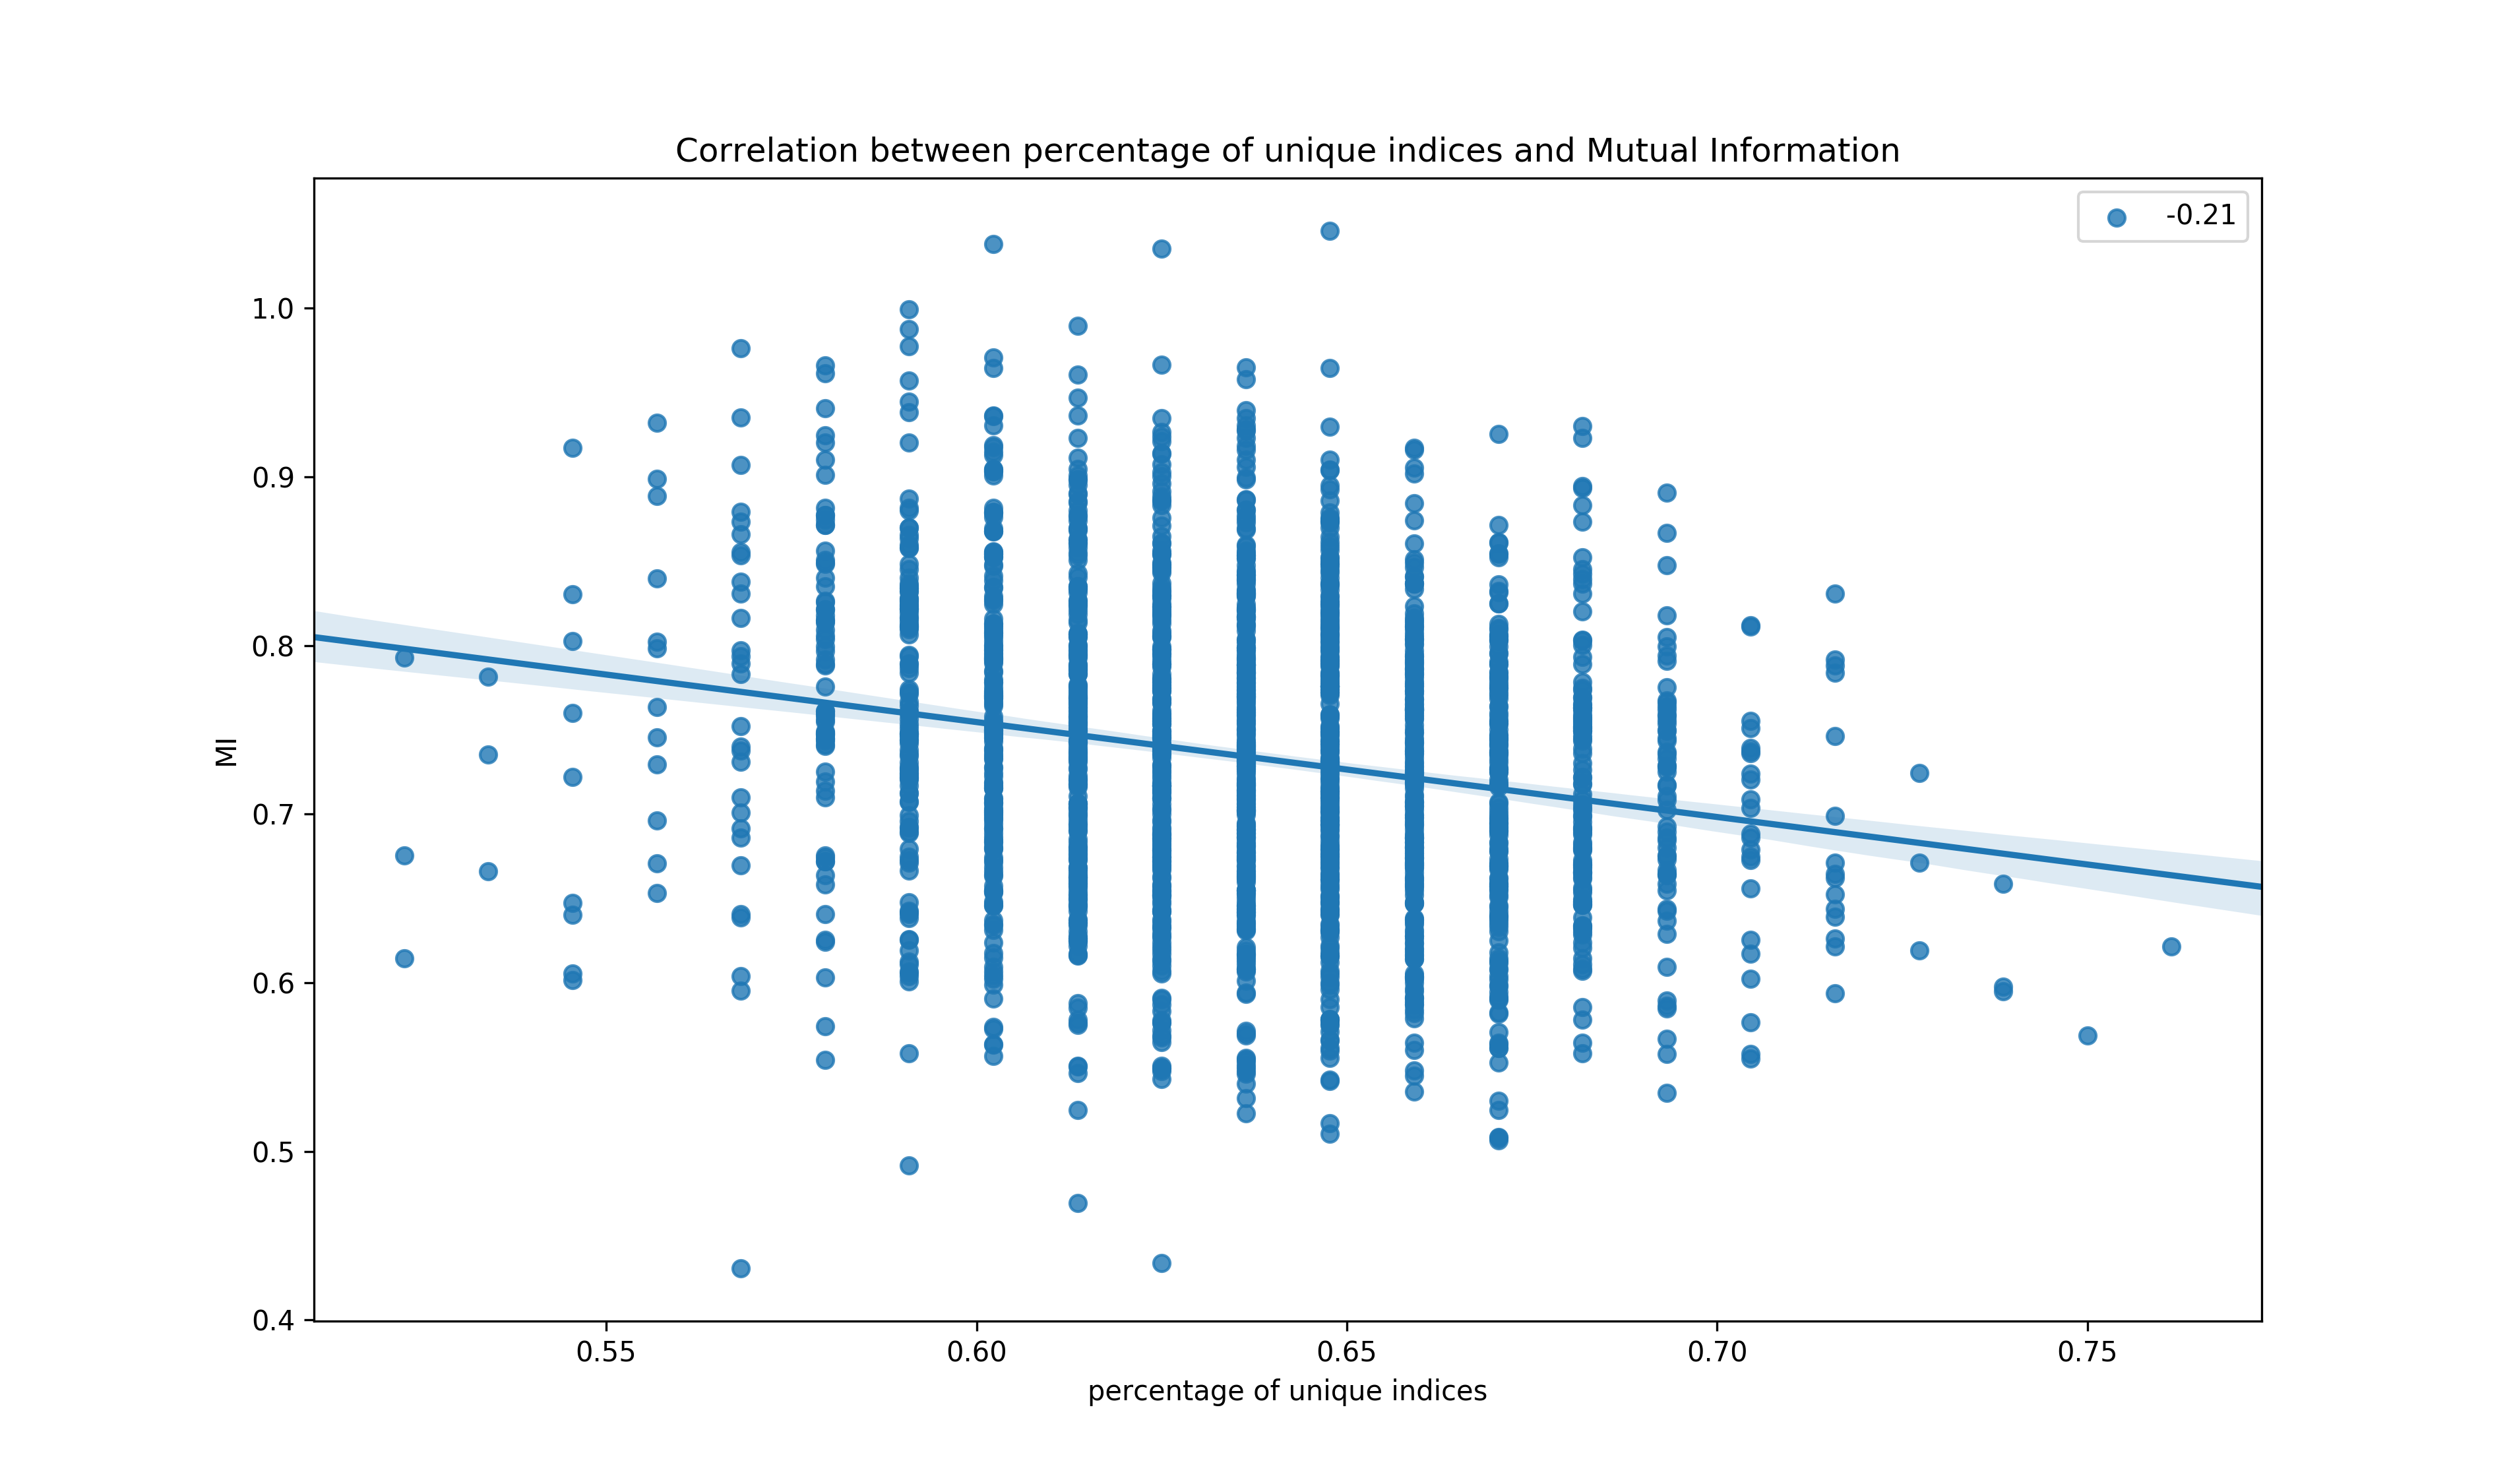 Correlation between percentage of unique indices and Mutual Information
-0.21
1.0
0.9
0.8
0.7
0.6
0.5
0.4
MI
0.55 0.60 0.65 0.70 0.75
percentage of unique indices